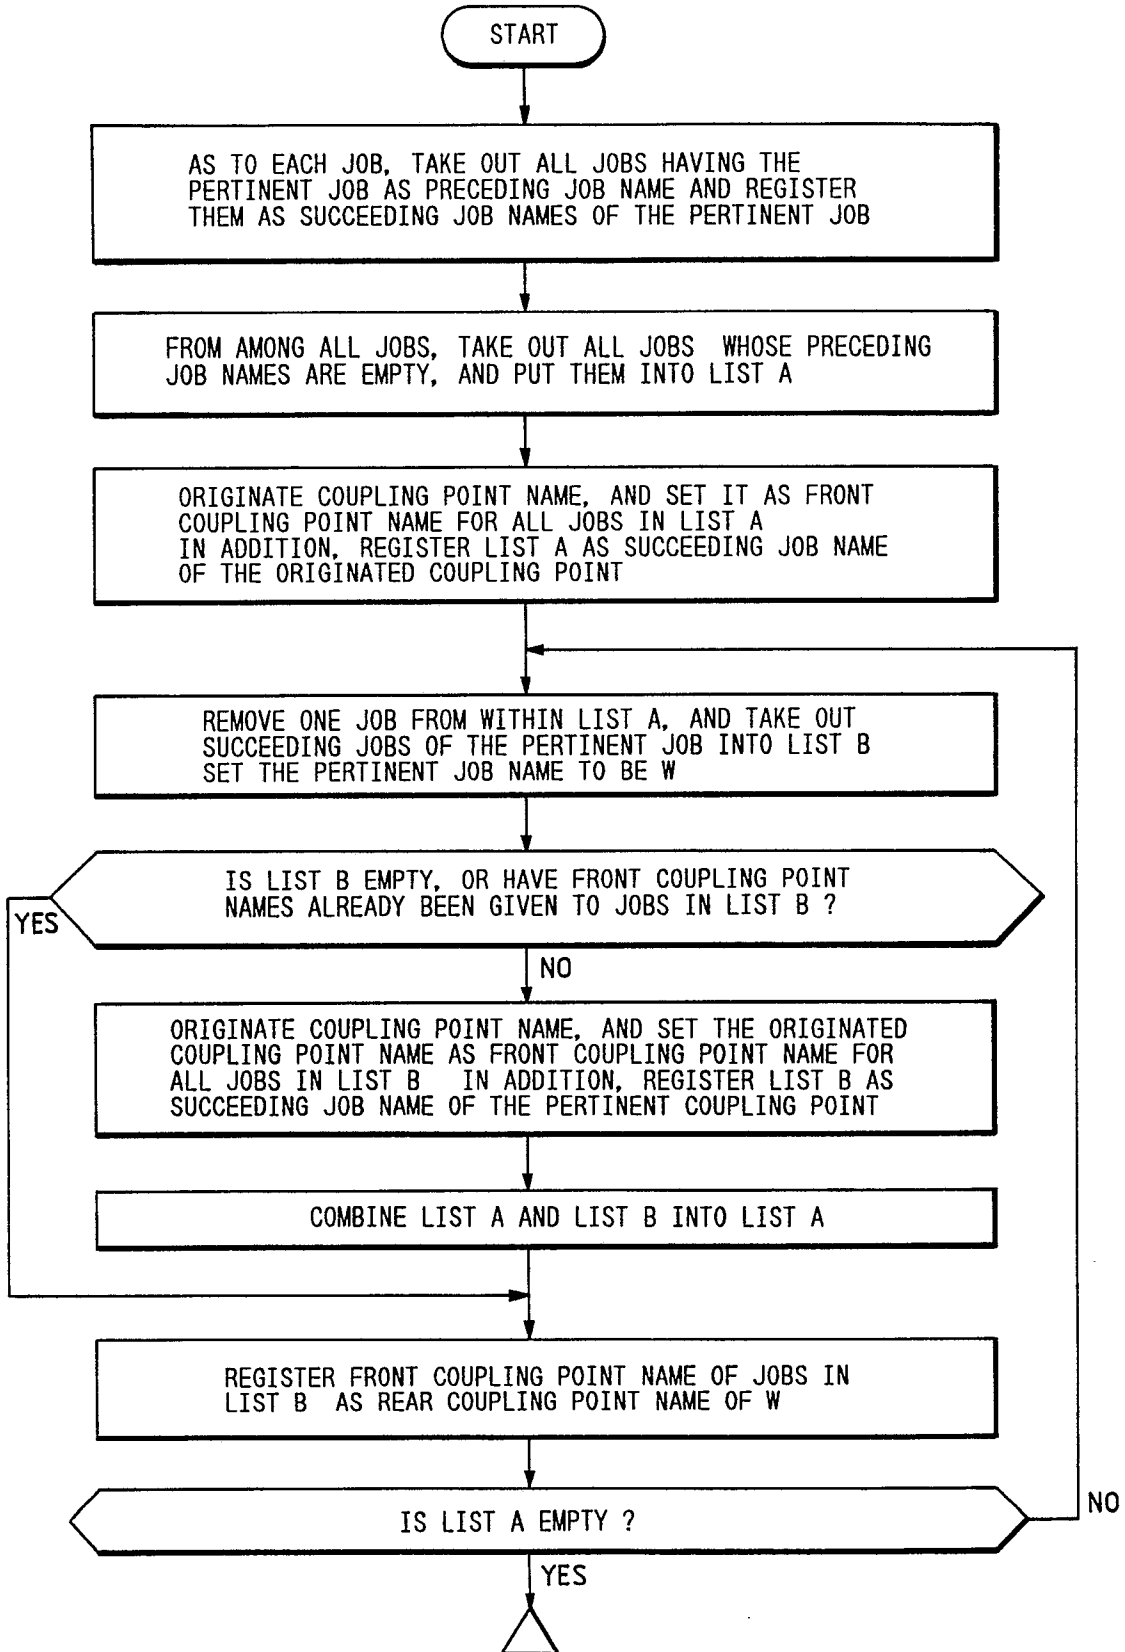 START
AS TO EACH JOB, TAKE OUT ALL JOBS HAVING THE
PERTINENT JOB AS PRECEDING JOB NAME AND REGISTER
THEM AS SUCCEEDING JOB NAMES OF THE PERTINENT JOB
FROM AMONG ALL JOBS, TAKE OUT ALL JOBS WHOSE PRECEDING
JOB NAMES ARE EMPTY, AND PUT THEM INTO LIST A
ORIGINATE COUPLING POINT NAME, AND SET IT AS FRONT
COUPLING POINT NAME FOR ALL JOBS IN LIST A
IN ADDITION, REGISTER LIST A AS SUCCEEDING JOB NAME
OF THE ORIGINATED COUPLING POINT
REMOVE ONE JOB FROM WITHIN LIST A, AND TAKE OUT
SUCCEEDING JOBS OF THE PERTINENT JOB INTO LIST B
SET THE PERTINENT JOB NAME TO BE W
IS LIST B EMPTY, OR HAVE FRONT COUPLING POINT
NAMES ALREADY BEEN GIVEN TO JOBS IN LIST B ?
YES
NO
ORIGINATE COUPLING POINT NAME, AND SET THE ORIGINATED
COUPLING POINT NAME AS FRONT COUPLING POINT NAME FOR
ALL JOBS IN LIST B IN ADDITION, REGISTER LIST B AS
SUCCEEDING JOB NAME OF THE PERTINENT COUPLING POINT
COMBINE LIST A AND LIST B INTO LIST A
REGISTER FRONT COUPLING POINT NAME OF JOBS IN
LIST B AS REAR COUPLING POINT NAME OF W
IS LIST A EMPTY ?
NO
YES